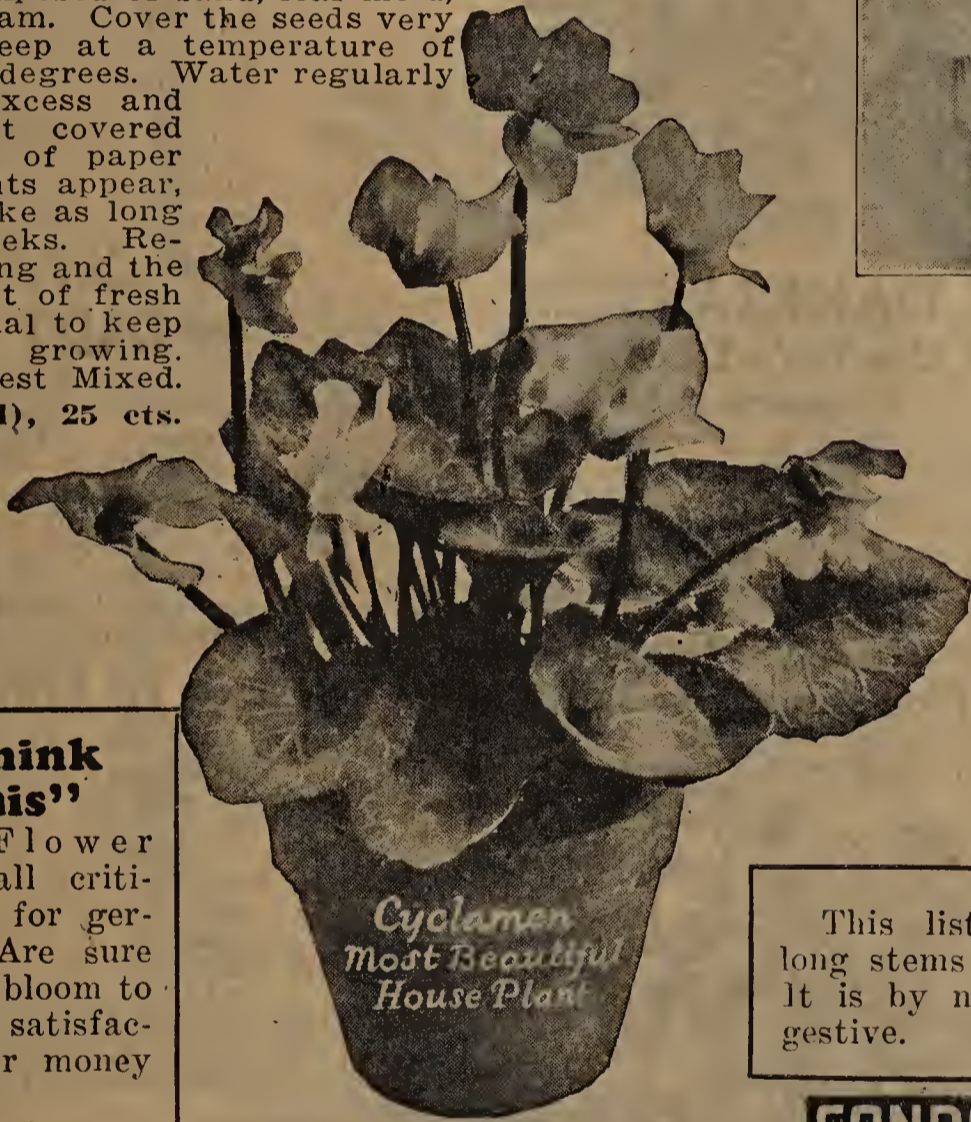 am. Cover the seeds very
eep at a temperature of
degrees. Water regularly
xcess and
t covered
of paper
nts appear,
ke as long
eeks. Re-
ng and the
t of fresh
al to keep
growing.
est Mixed.
), 25 cts.
hink
his”
Flower
all criti-
for ger-
Are sure
bloom to
satisfac-
r money
Cyclamen
Most Beautiful
House Plant
This list
long stems
It is by n
gestive.